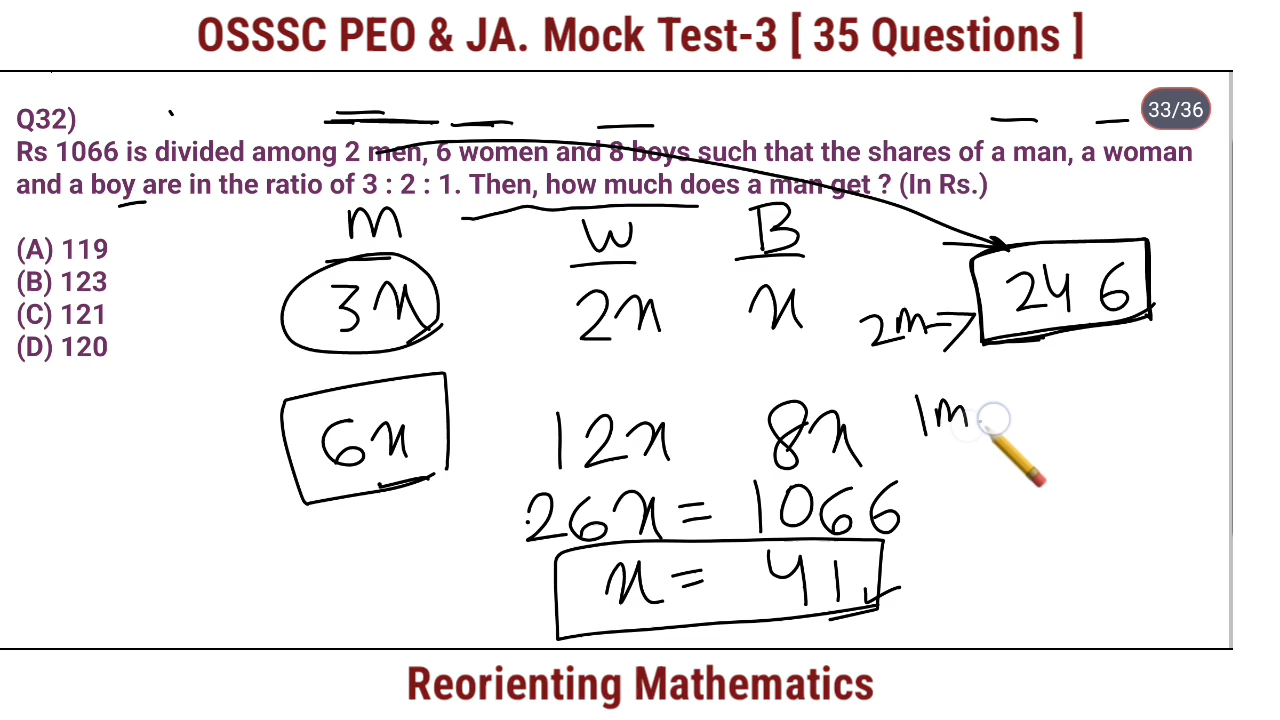 OSSSC PEO & JA. Mock Test-3 [ 35 Questions ]
33/36
Q32)
Rs 1066 is divided among 2 men, 6 women and 8 boys such that the shares of a man, a woman
and a boy are in the ratio of 3 : 2 : 1. Then, how much does a man get ? (In Rs.)
(A) 119
(B) 123
(C) 121
(D) 120
m W B
3x 2x x
2m→ 246
6x 12x 8x
1m
26x = 1066
x = 41
Reorienting Mathematics